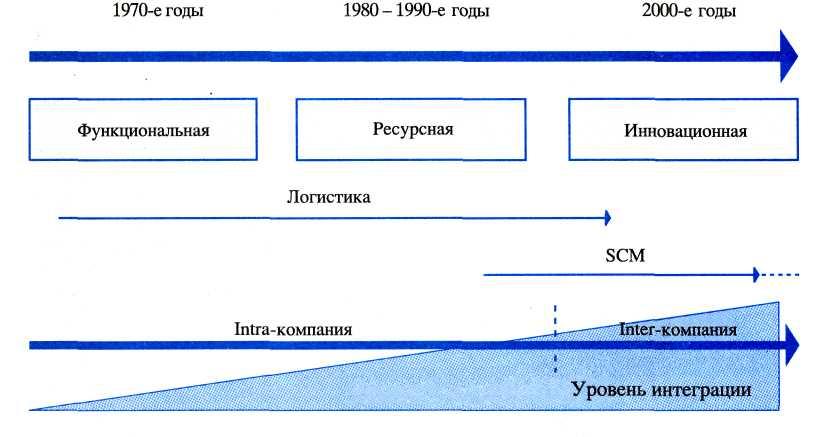 1970-е годы
1980 – 1990-е годы
2000-е годы
Функциональная
Ресурсная
Инновационная
Логистика
SCM
Intra-компания
Inter-компания
Уровень интеграции